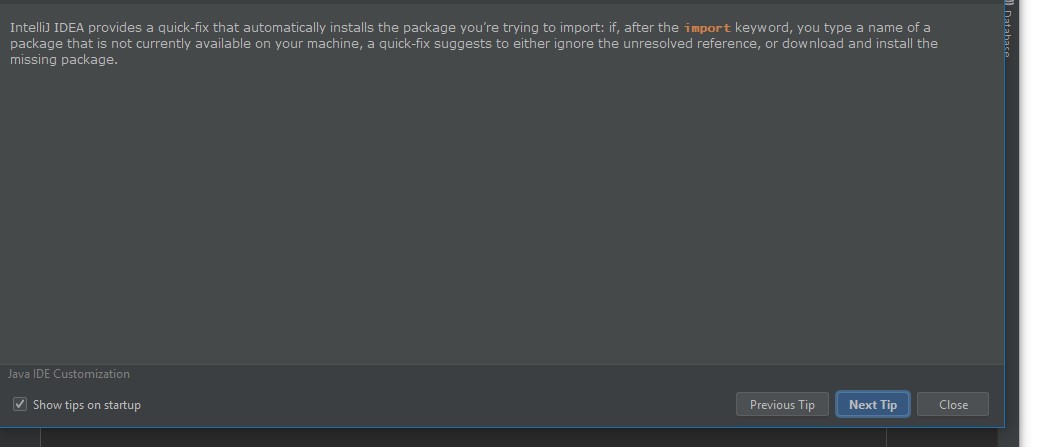 IntelliJ IDEA provides a quick-fix that automatically installs the package you're trying to import: if, after the import keyword, you type a name of a
package that is not currently available on your machine, a quick-fix suggests to either ignore the unresolved reference, or download and install the
missing package.
Database
Java IDE Customization
Show tips on startup
Previous Tip
Next Tip
Close